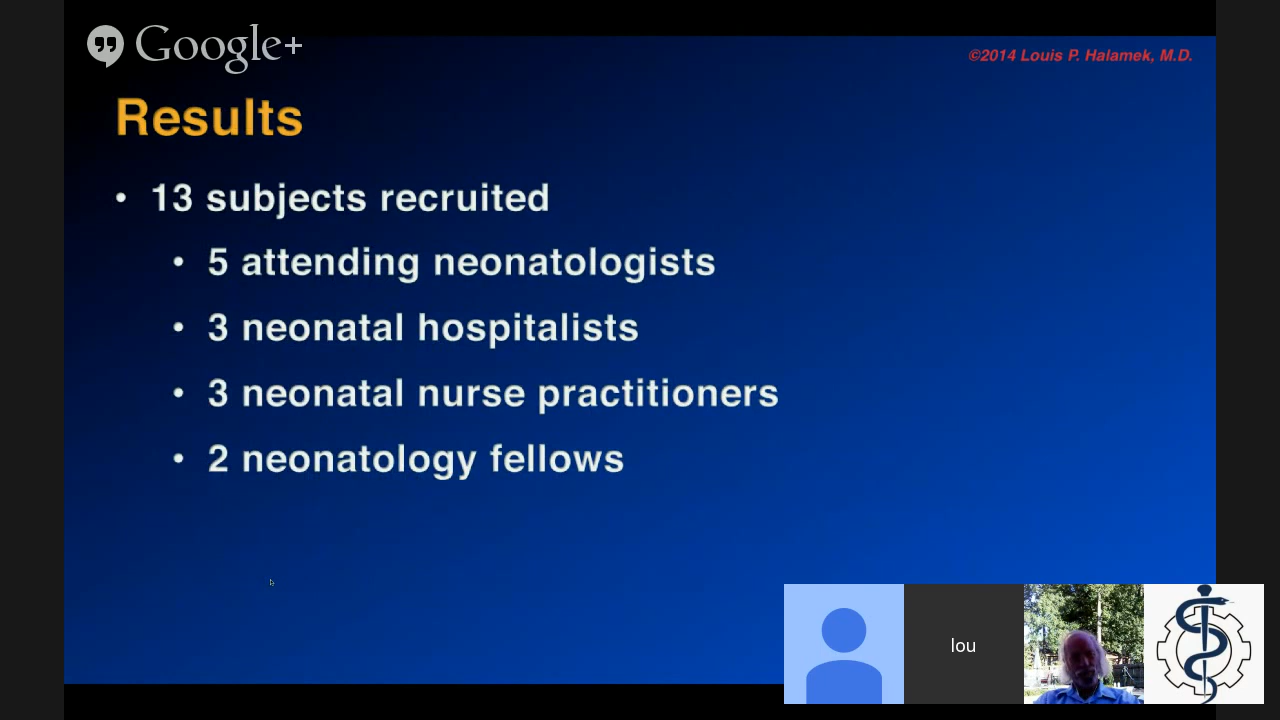 Google+
©2014 Louis P. Halamek, M.D.
Results
• 13 subjects recruited
• 5 attending neonatologists
• 3 neonatal hospitalists
• 3 neonatal nurse practitioners
• 2 neonatology fellows
lou